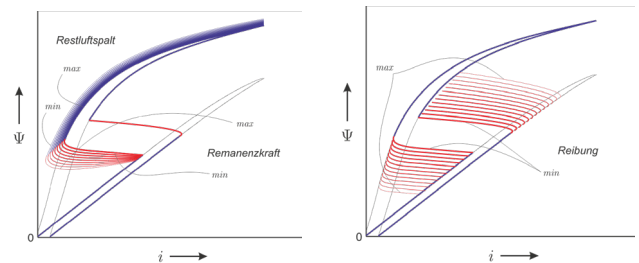 Restluftspalt
max
min
Ψ
max
Remanenzkraft
min
0
i
max
Ψ
Reibung
min
0
i